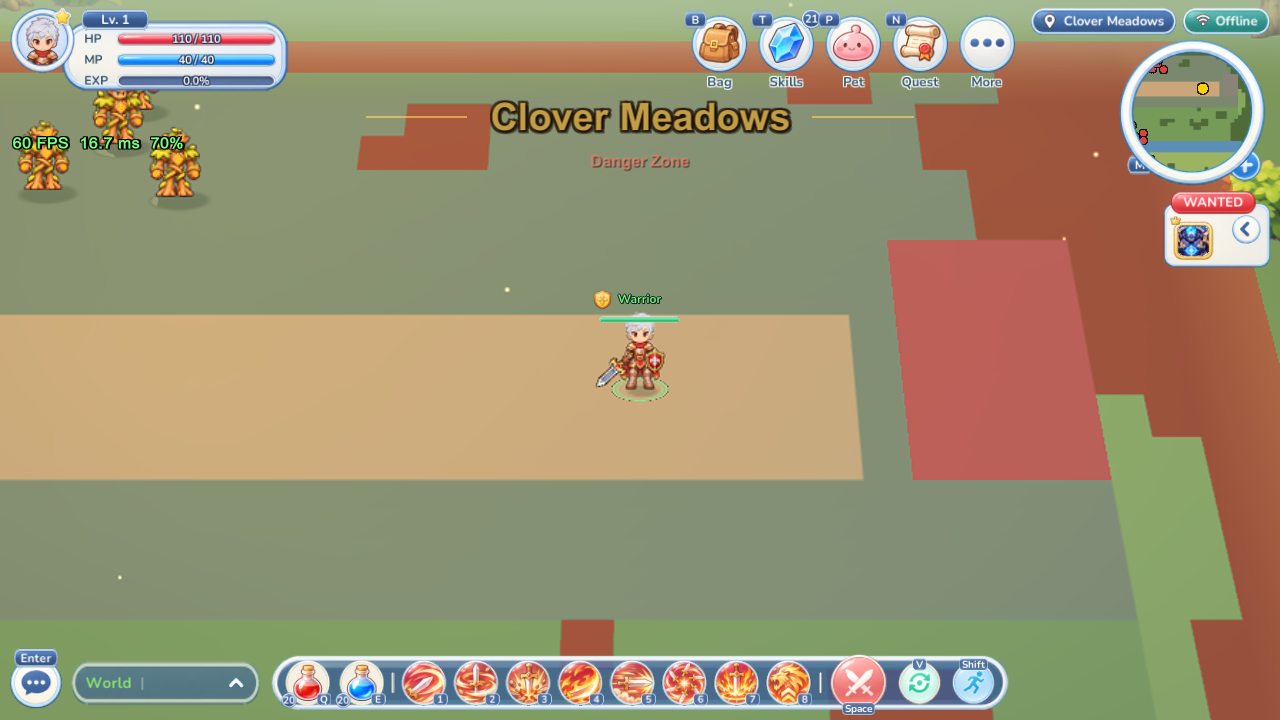 Lv. 1
HP 110 / 110
MP 40 / 40
EXP 0.0%
60 FPS 16.7 ms 70%
B
Bag
T
Skills
21
P
Pet
N
Quest
More
Clover Meadows
Offline
M
WANTED
Clover Meadows
Danger Zone
Warrior
Enter
World
20 Q
20 E
1
2
3
4
5
6
7
8
Space
V
Shift